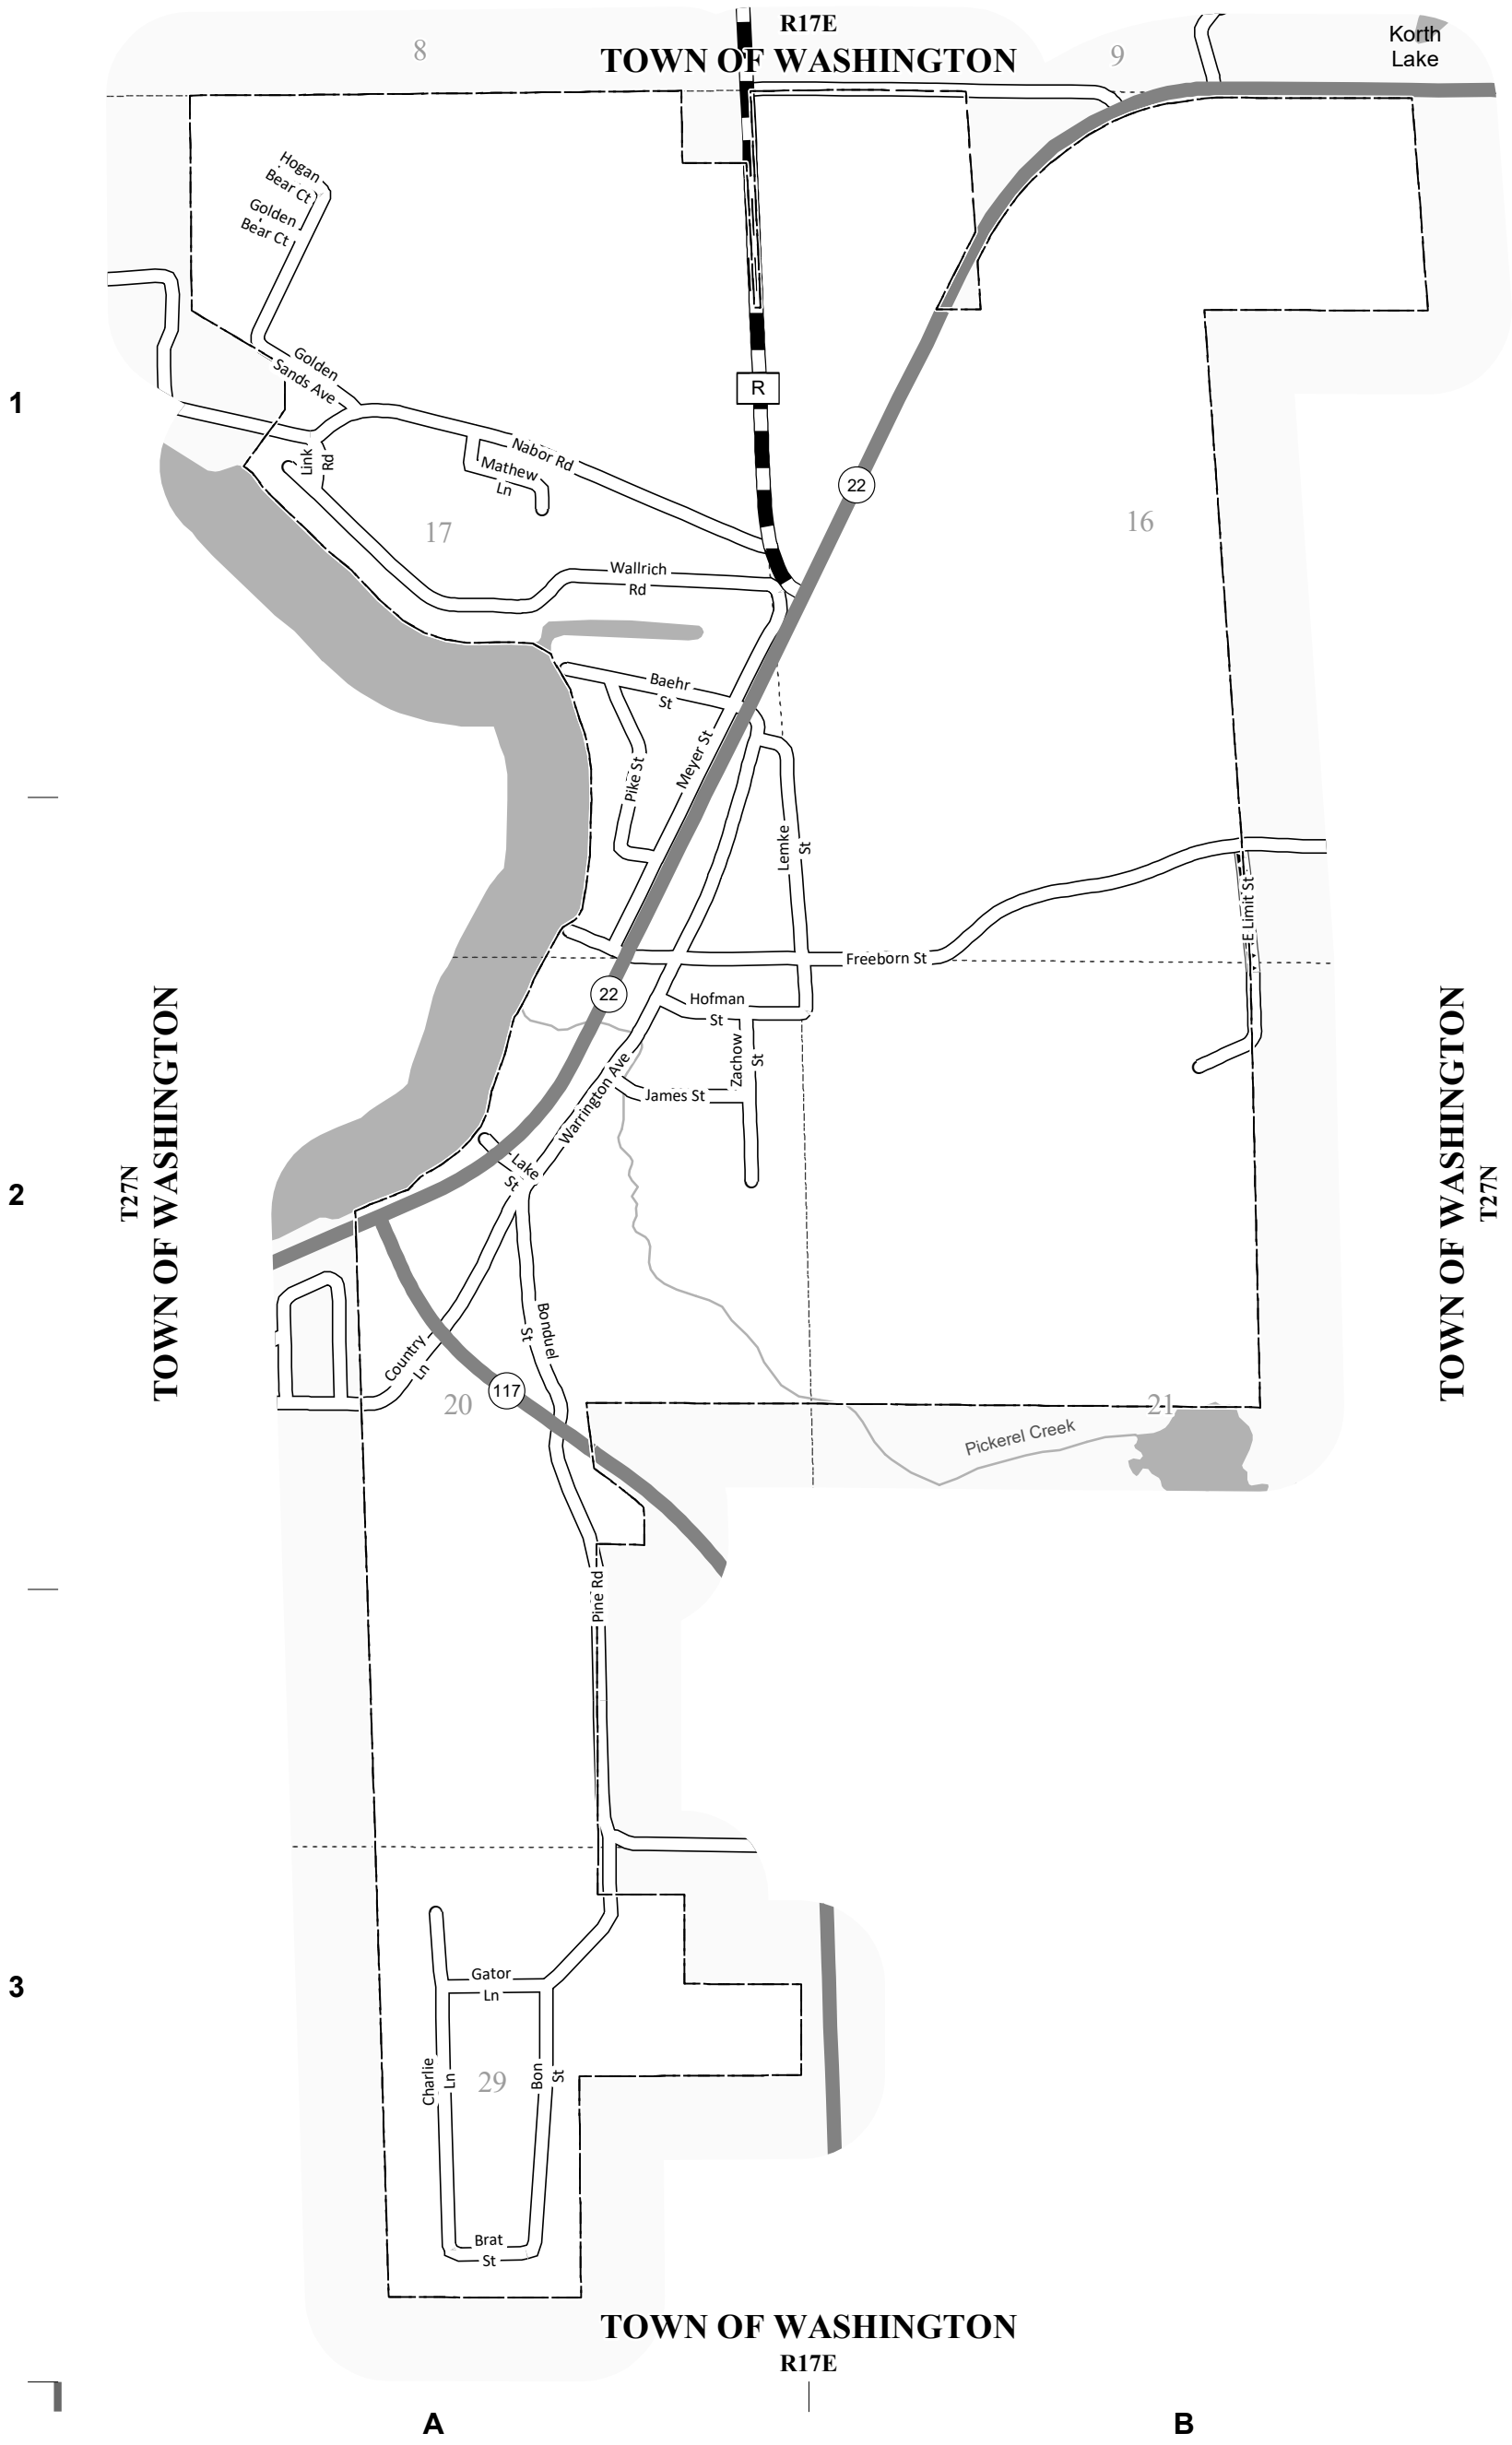 R17E
8
TOWN OF WASHINGTON
9
Korth
Lake
Hogan
Bear Ct
Golden
Bear Ct
Golden
Sands Ave
R
1
Link
Rd
Nabor Rd
Mathew
Ln
22
17
16
Wallrich
Rd
Baehr
St
Meyer St
Pike St
Lemke
St
E Limit St
Freeborn St
22
Hofman
St
Zachow
St
James St
Warrington Ave
Lake
St
TOWN OF WASHINGTON
T27N
2
TOWN OF WASHINGTON
T27N
Bonduel
St
Country
Ln
117
20
21
Pickerel Creek
Pine Rd
3
Gator
Ln
Charlie
Ln
29
Bon
St
Brat
St
TOWN OF WASHINGTON
R17E
A
B